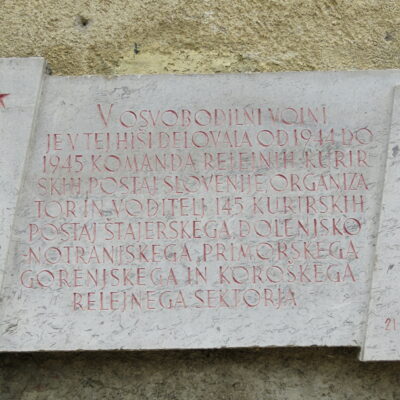 V OSVOBODILNI VOJNI
JE V TEJ HIŠI DELOVALA OD 1944 DO
1945 KOMANDA RELEJNIH KURIR
SKIH POSTAJ SLOVENIJE, ORGANIZA
TOR IN VODITELJ 145 KURIRSKIH
POSTAJ ŠTAJERSKEGA, DOLENJSKO
NOTRANJSKEGA, PRIMORSKEGA
GORENJSKEGA IN KOROŠKEGA
RELEJNEGA SEKTORJA